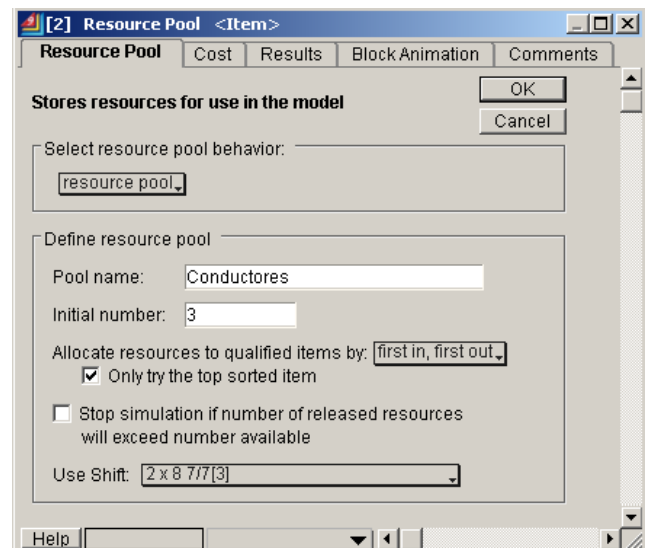 [2] Resource Pool <Item>
Resource Pool Cost Results Block Animation Comments
Stores resources for use in the model
OK
Cancel
Select resource pool behavior:
resource pool
Define resource pool
Pool name: Conductores
Initial number: 3
Allocate resources to qualified items by: first in, first out
Only try the top sorted item
Stop simulation if number of released resources
will exceed number available
Use Shift: 2 x 8 7/7[3]
Help